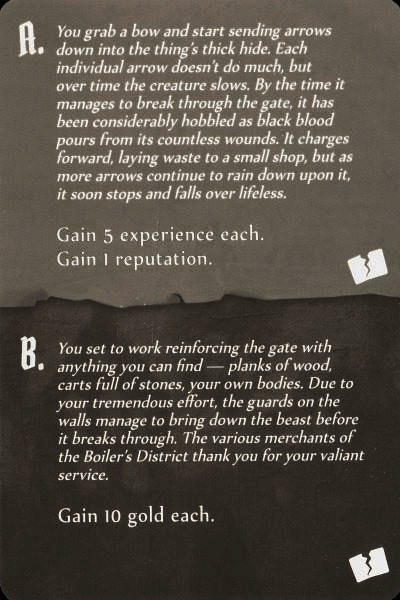 A. You grab a bow and start sending arrows
down into the thing's thick hide. Each
individual arrow doesn't do much, but
over time the creature slows. By the time it
manages to break through the gate, it has
been considerably hobbled as black blood
pours from its countless wounds. It charges
forward, laying waste to a small shop, but as
more arrows continue to rain down upon it,
it soon stops and falls over lifeless.
Gain 5 experience each.
Gain 1 reputation.
B. You set to work reinforcing the gate with
anything you can find — planks of wood,
carts full of stones, your own bodies. Due to
your tremendous effort, the guards on the
walls manage to bring down the beast before
it breaks through. The various merchants of
the Boiler's District thank you for your valiant
service.
Gain 10 gold each.